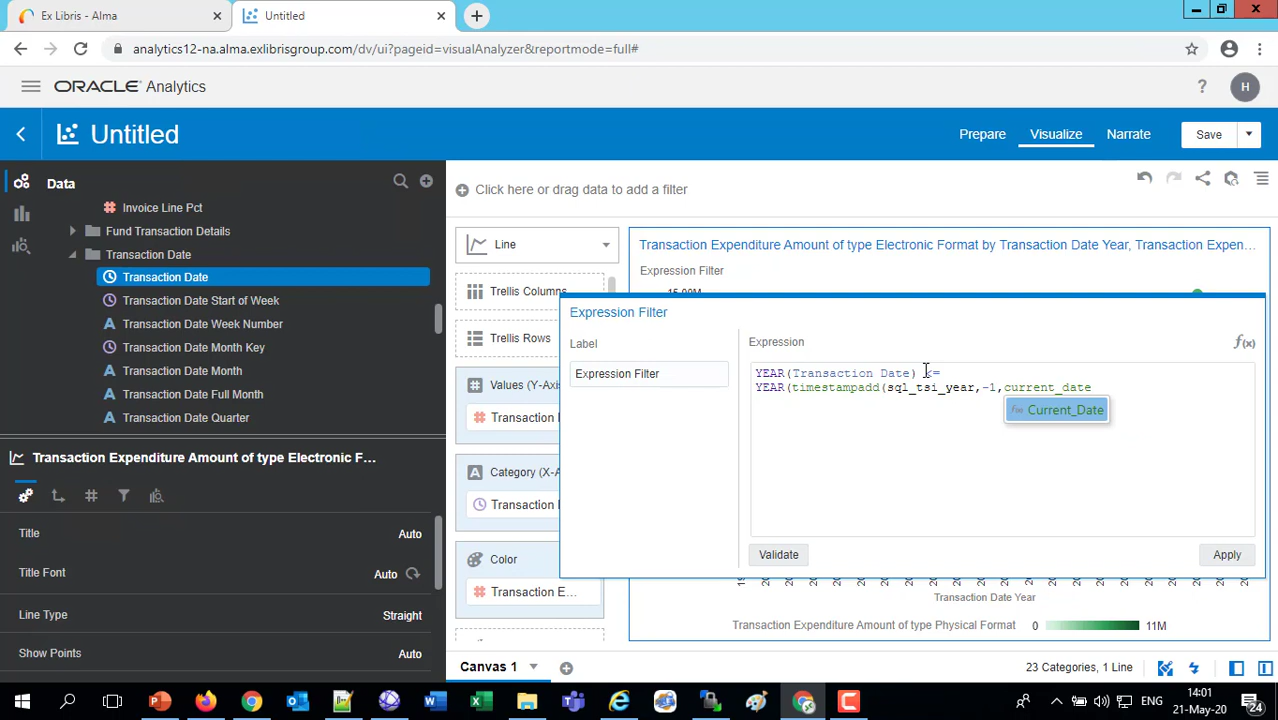 Ex Libris - Alma
Untitled
analytics12-na.alma.exlibrisgroup.com/dv/ui?pageid=visualAnalyzer&reportmode=full#
ORACLE Analytics
H
Untitled
Prepare
Visualize
Narrate
Save
Data
Click here or drag data to add a filter
Invoice Line Pct
Fund Transaction Details
Transaction Date
Transaction Date
Transaction Date Start of Week
Transaction Date Week Number
Transaction Date Month Key
Transaction Date Month
Transaction Date Full Month
Transaction Date Quarter
Line
Trellis Columns
Trellis Rows
Values (Y-Axis
Transaction
Category (X-A
Transaction
Color
Transaction E...
Transaction Expenditure Amount of type Electronic Format by Transaction Date Year, Transaction Expen...
Expression Filter
15.00M
Expression Filter
Label
Expression Filter
Expression
f(x)
YEAR(Transaction Date) <=
YEAR(timestampadd(sql_tsi_year,-1,current_date
Current_Date
Validate
Apply
Transaction Date Year
Transaction Expenditure Amount of type Physical Format
0
11M
Transaction Expenditure Amount of type Electronic F...
Title
Auto
Title Font
Auto
Line Type
Straight
Show Points
Auto
Canvas 1
23 Categories, 1 Line
ENG
14:01
21-May-20
24